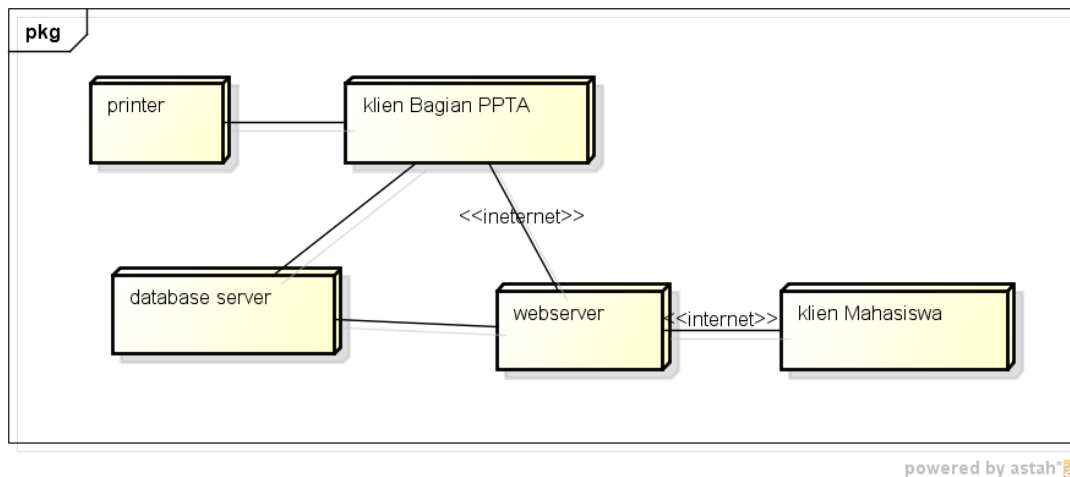 pkg
printer
klien Bagian PPTA
<<ineternet>>
database server
webserver
<<internet>>
klien Mahasiswa
powered by astah*